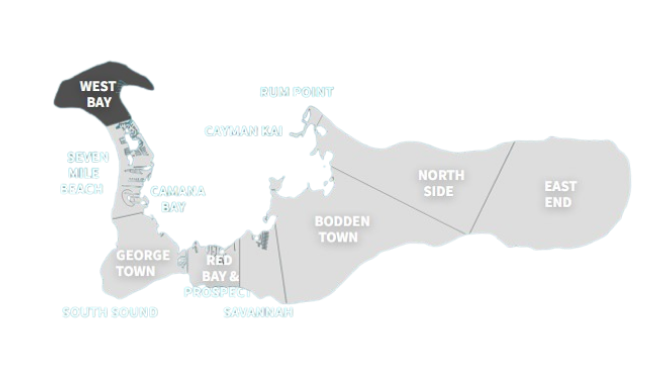 WEST
BAY
RUM POINT
CAYMAN KAI
SEVEN
MILE
BEACH
CAMANA
BAY
NORTH
SIDE
EAST
END
BODDEN
TOWN
GEORGE
TOWN
RED
BAY &
PROSPECT
SOUTH SOUND
SAVANNAH